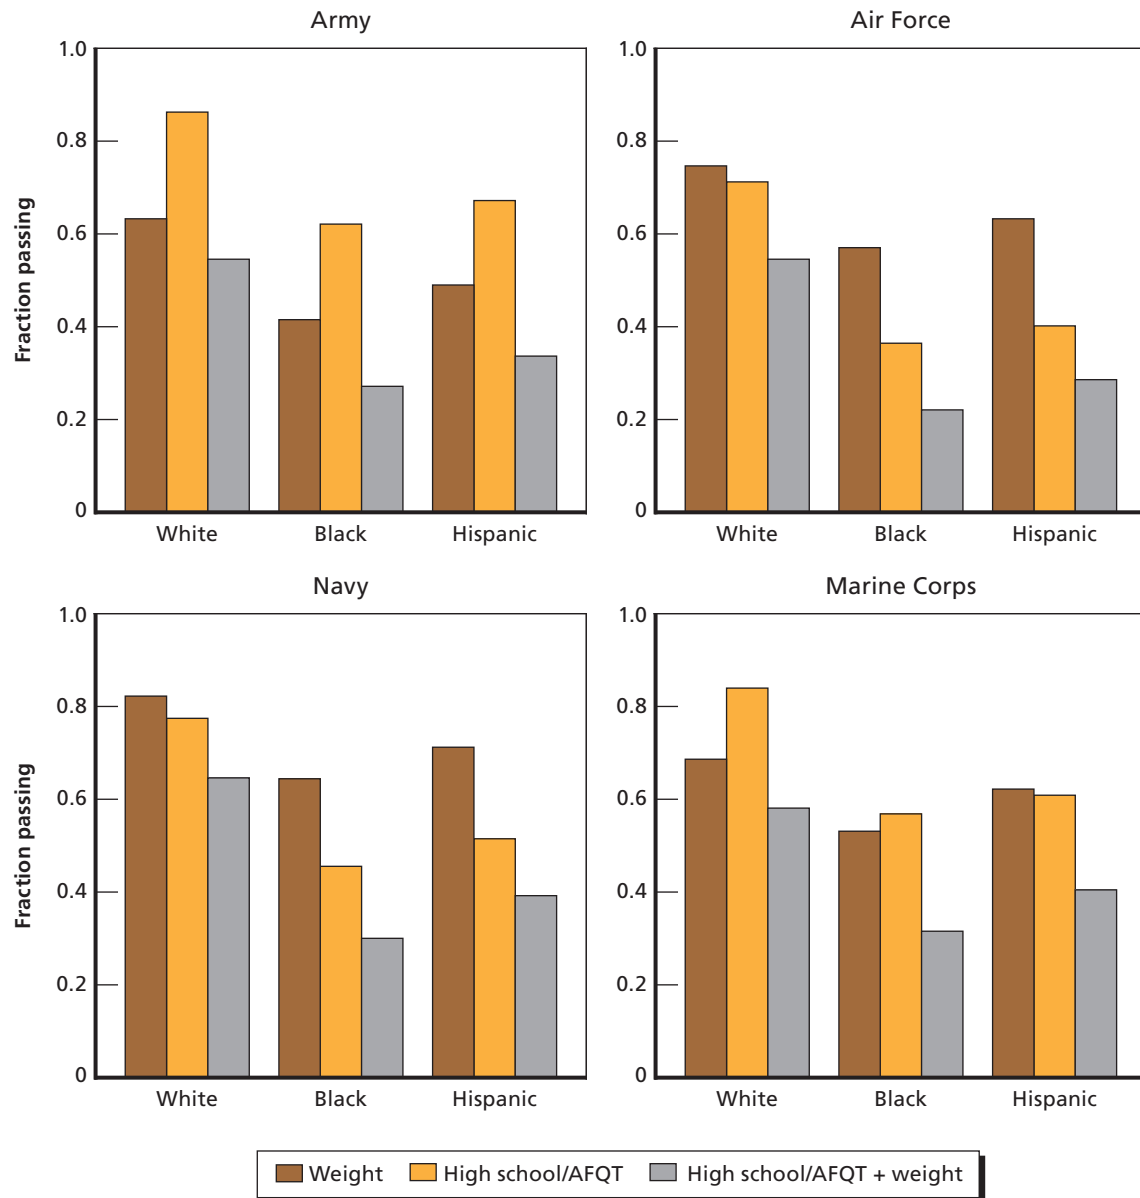 Army
Air Force
Fraction passing
1.0
0.8
0.6
0.4
0.2
0
White Black Hispanic
1.0
0.8
0.6
0.4
0.2
0
White Black Hispanic
Navy
Marine Corps
Fraction passing
1.0
0.8
0.6
0.4
0.2
0
White Black Hispanic
1.0
0.8
0.6
0.4
0.2
0
White Black Hispanic
Weight High school/AFQT High school/AFQT + weight